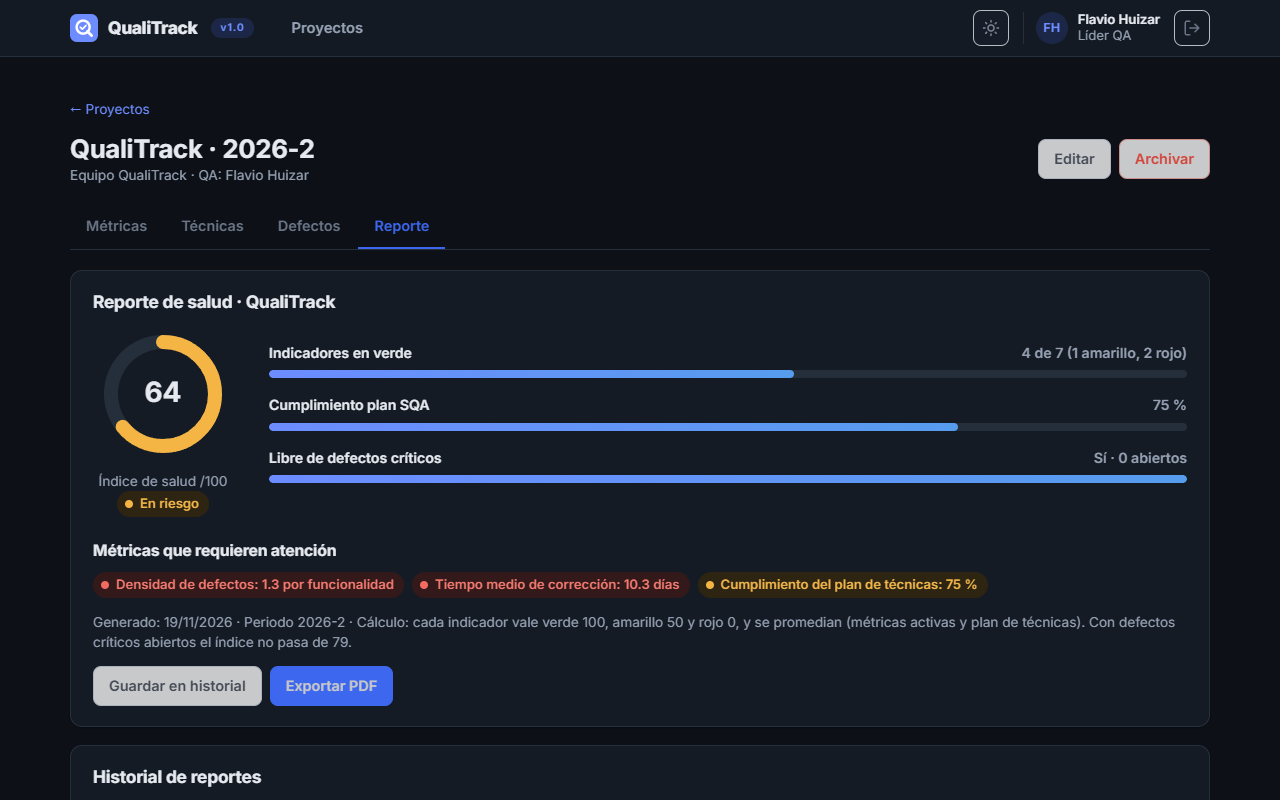 QualiTrack v1.0 Proyectos FH Flavio Huizar
Líder QA
← Proyectos
QualiTrack · 2026-2
Equipo QualiTrack · QA: Flavio Huizar
Editar Archivar
Métricas Técnicas Defectos Reporte
Reporte de salud · QualiTrack
64
Índice de salud /100
En riesgo
Indicadores en verde 4 de 7 (1 amarillo, 2 rojo)
Cumplimiento plan SQA 75 %
Libre de defectos críticos Sí · 0 abiertos
Métricas que requieren atención
Densidad de defectos: 1.3 por funcionalidad Tiempo medio de corrección: 10.3 días Cumplimiento del plan de técnicas: 75 %
Generado: 19/11/2026 · Periodo 2026-2 · Cálculo: cada indicador vale verde 100, amarillo 50 y rojo 0, y se promedian (métricas activas y plan de técnicas). Con defectos
críticos abiertos el índice no pasa de 79.
Guardar en historial Exportar PDF
Historial de reportes